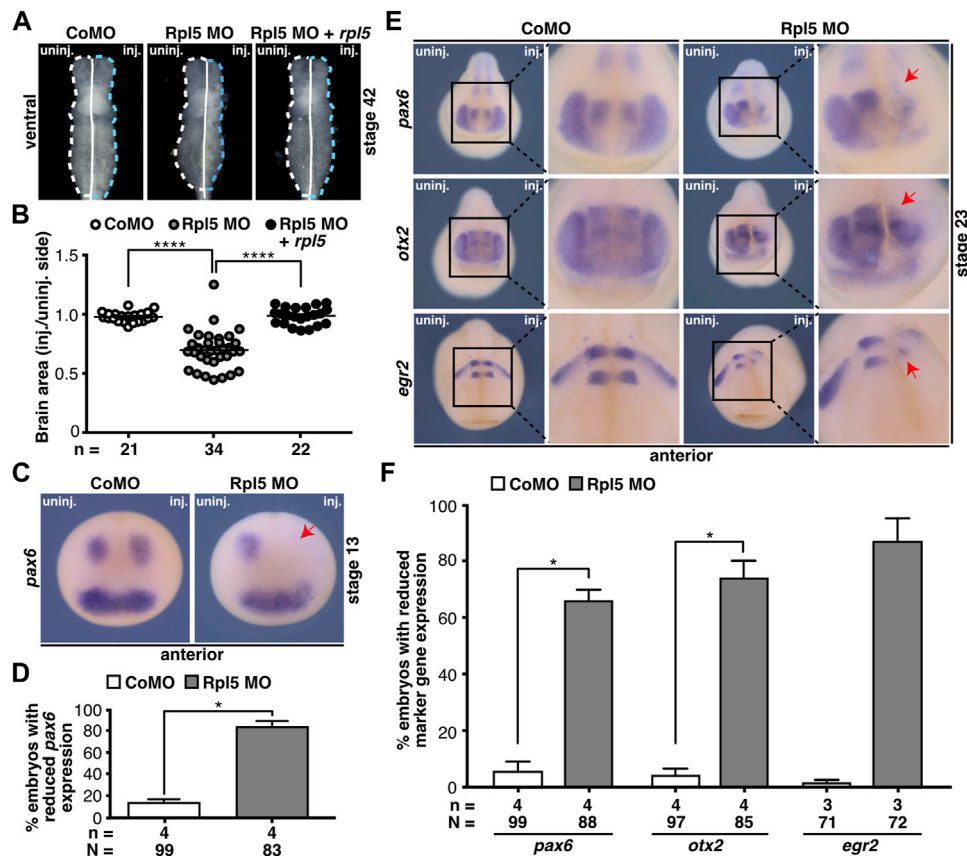 A
CoMO Rpl5 MO Rpl5 MO + rpl5
uninj. inj. uninj. inj. uninj. inj.
ventral
stage 42
B
CoMO Rpl5 MO Rpl5 MO
+ rpl5
Brain area (inj./uninj. side)
1.5
1.0
0.5
0
**** ****
n = 21 34 22
C
CoMO Rpl5 MO
uninj. inj. uninj. inj.
pax6
stage 13
anterior
D
CoMO Rpl5 MO
% embryos with
reduced pax6
expression
100
80
60
40
20
0
*
n = 4 4
N = 99 83
E
CoMO Rpl5 MO
uninj. inj. uninj. inj.
pax6
uninj. inj. uninj. inj.
otx2
uninj. inj. uninj. inj.
egr2
stage 23
anterior
F
CoMO Rpl5 MO
% embryos with reduced
marker gene expression
100
80
60
40
20
0
* *
n = 4 4 4 4 3 3
N = 99 88 97 85 71 72
pax6 otx2 egr2